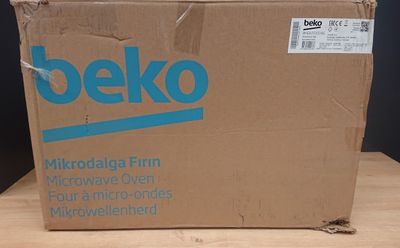 beko
Mikrodalga Fırın
Microwave Oven
Four à micro-ondes
Mikrowellenherd
beko